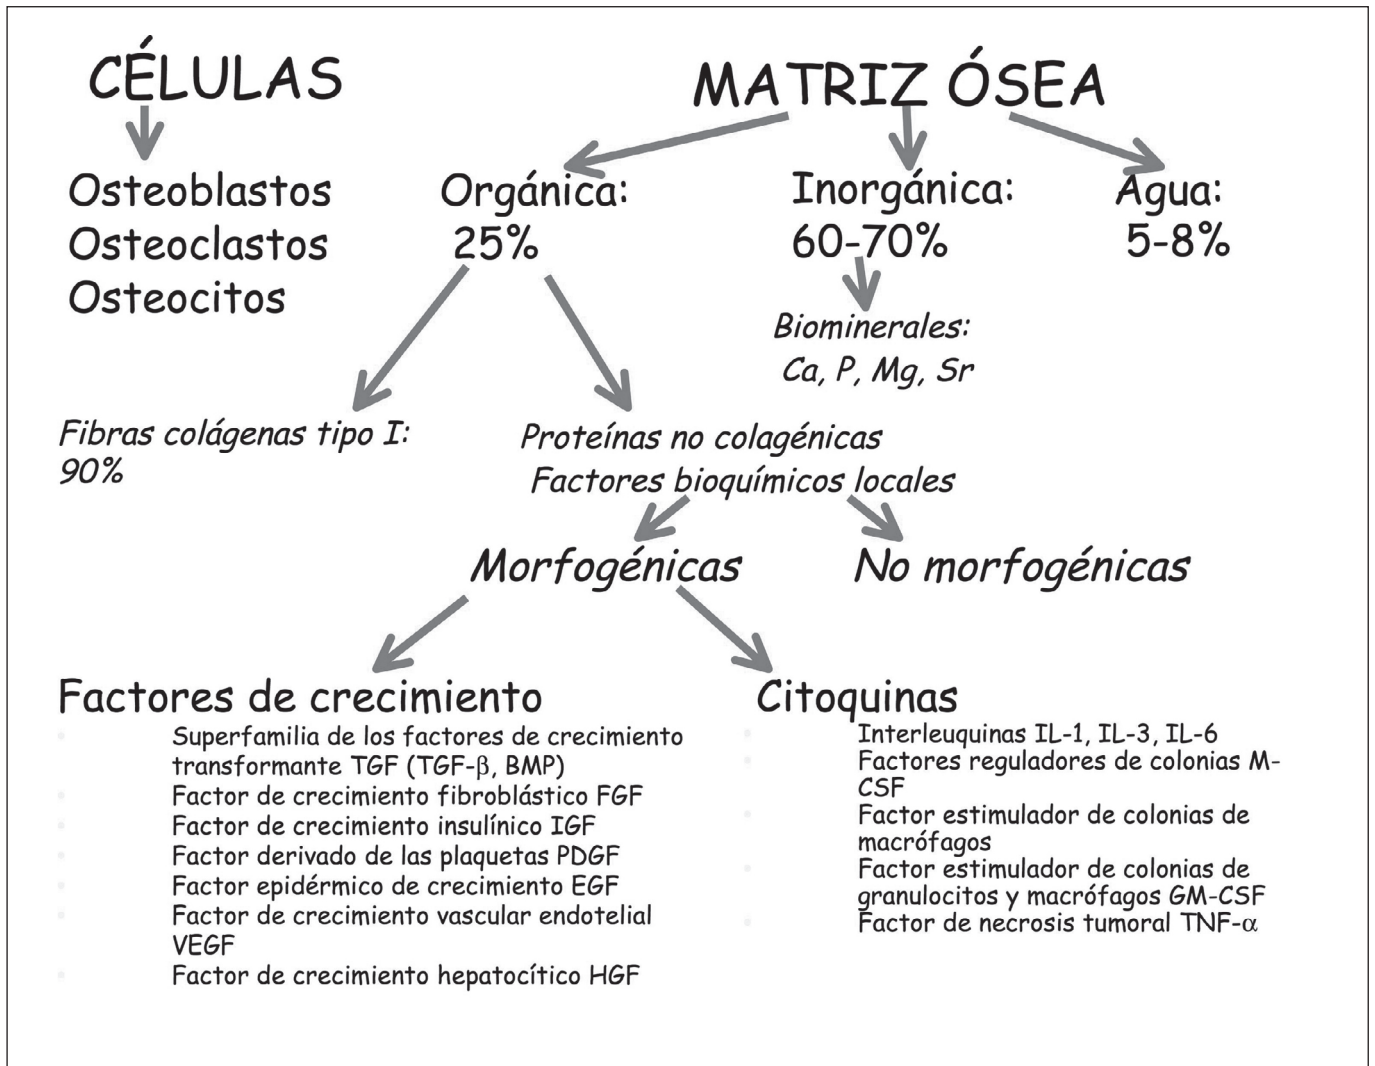 CÉLULAS
MATRIZ ÓSEA
Osteoblastos
Osteoclastos
Osteocitos
Orgánica:
25%
Inorgánica:
60-70%
Agua:
5-8%
Biominerales:
Ca, P, Mg, Sr
Fibras colágenas tipo I:
90%
Proteínas no colagénicas
Factores bioquímicos locales
Morfogénicas
No morfogénicas
Factores de crecimiento
Superfamilia de los factores de crecimiento
transformante TGF (TGF-β, BMP)
Factor de crecimiento fibroblástico FGF
Factor de crecimiento insulínico IGF
Factor derivado de las plaquetas PDGF
Factor epidérmico de crecimiento EGF
Factor de crecimiento vascular endotelial
VEGF
Factor de crecimiento hepatocítico HGF
Citoquinas
Interleuquinas IL-1, IL-3, IL-6
Factores reguladores de colonias M-
CSF
Factor estimulador de colonias de
macrófagos
Factor estimulador de colonias de
granulocitos y macrófagos GM-CSF
Factor de necrosis tumoral TNF-α